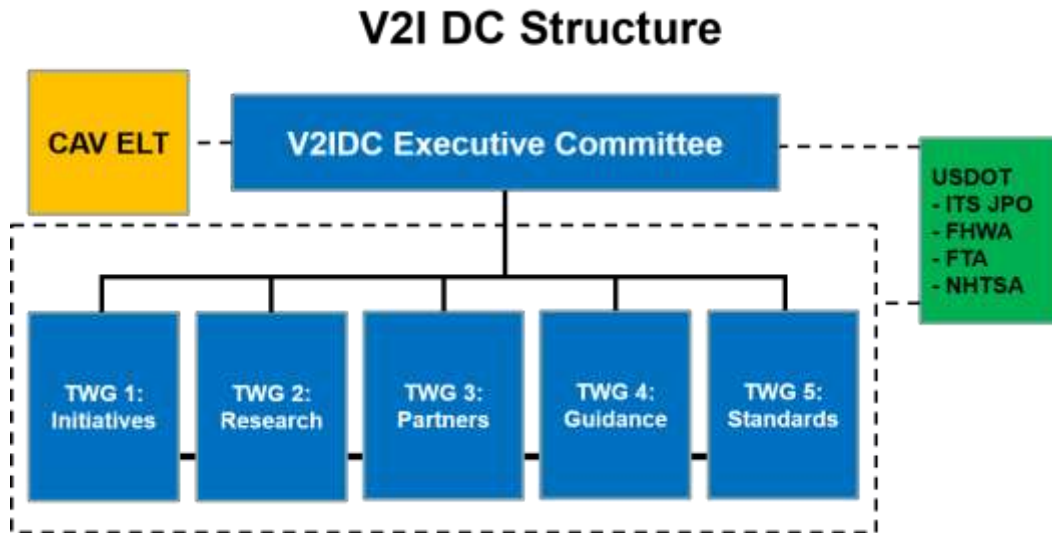 V2I DC Structure
CAV ELT
V2IDC Executive Committee
USDOT
- ITS JPO
- FHWA
- FTA
- NHTSA
TWG 1:
Initiatives
TWG 2:
Research
TWG 3:
Partners
TWG 4:
Guidance
TWG 5:
Standards